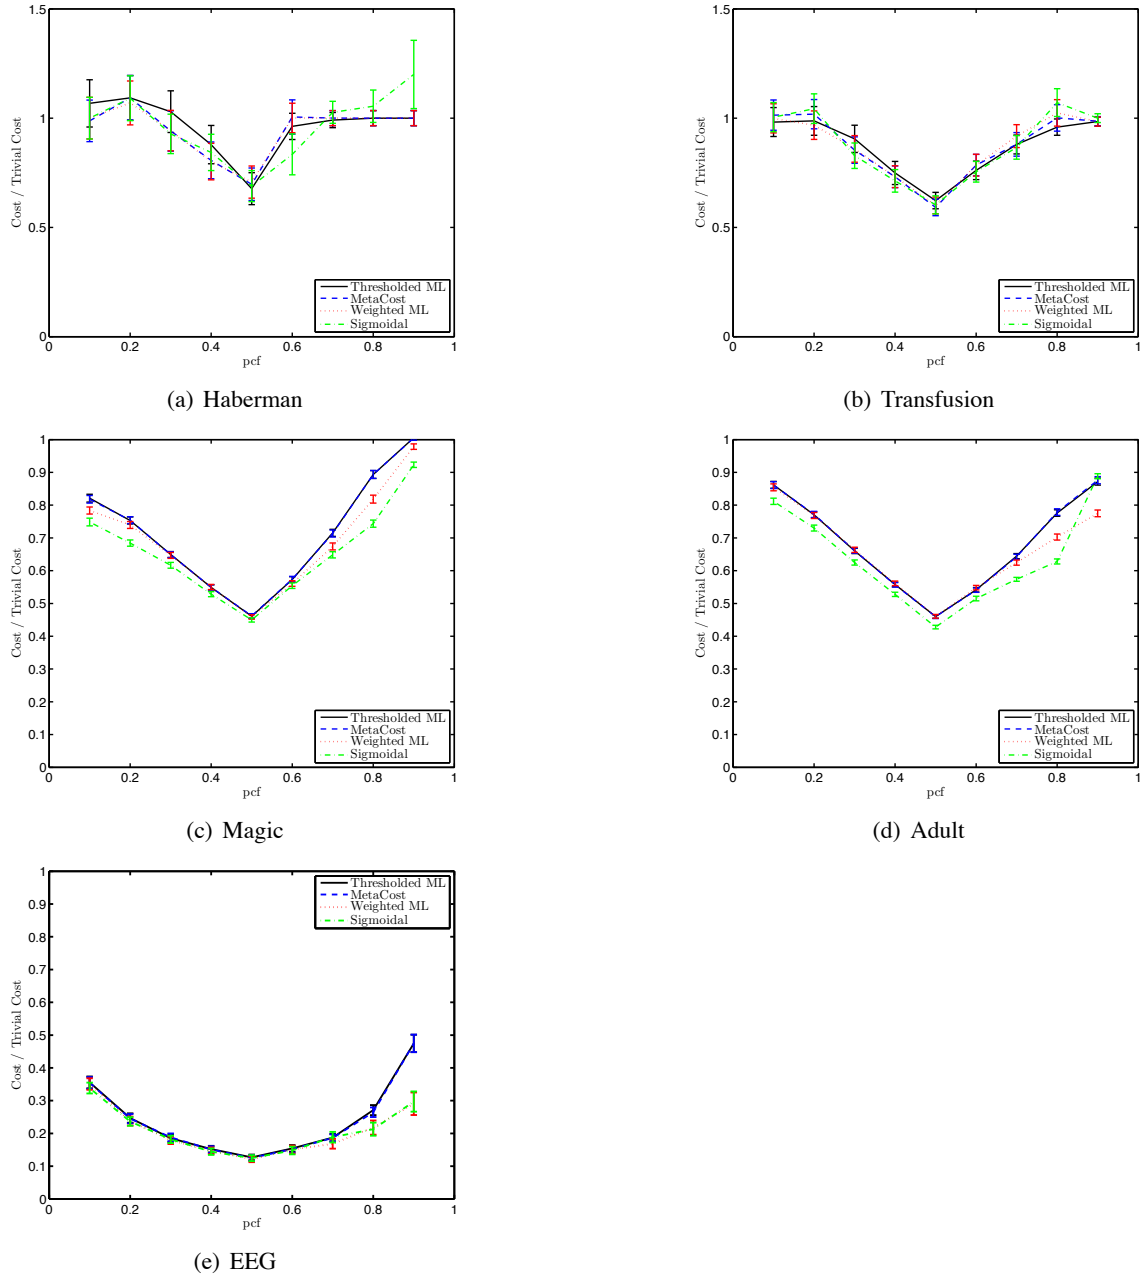 1.5
1
0.5
0
Cost / Trivial Cost
0
0.2
0.4
0.6
0.8
1
pcf
Thresholded ML
MetaCost
Weighted ML
Sigmoidal
(a) Haberman
1.5
1
0.5
0
Cost / Trivial Cost
0
0.2
0.4
0.6
0.8
1
pcf
Thresholded ML
MetaCost
Weighted ML
Sigmoidal
(b) Transfusion
1
0.9
0.8
0.7
0.6
0.5
0.4
0.3
0.2
0.1
0
Cost / Trivial Cost
0
0.2
0.4
0.6
0.8
1
pcf
Thresholded ML
MetaCost
Weighted ML
Sigmoidal
(c) Magic
1
0.9
0.8
0.7
0.6
0.5
0.4
0.3
0.2
0.1
0
Cost / Trivial Cost
0
0.2
0.4
0.6
0.8
1
pcf
Thresholded ML
MetaCost
Weighted ML
Sigmoidal
(d) Adult
1
0.9
0.8
0.7
0.6
0.5
0.4
0.3
0.2
0.1
0
Cost / Trivial Cost
0
0.2
0.4
0.6
0.8
1
pcf
Thresholded ML
MetaCost
Weighted ML
Sigmoidal
(e) EEG